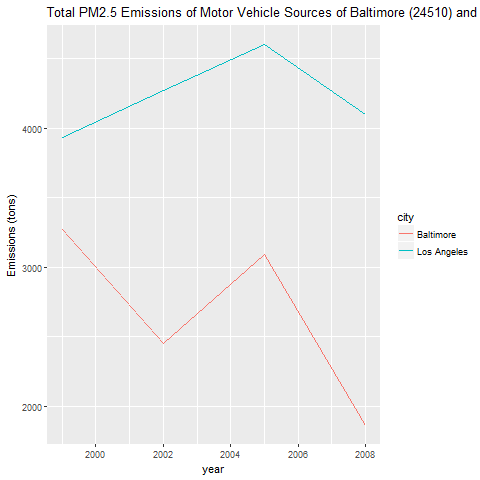 Total PM2.5 Emissions of Motor Vehicle Sources of Baltimore (24510) and
Emissions (tons)
4000
3000
2000
2000
2002
2004
2006
2008
year
city
Baltimore
Los Angeles